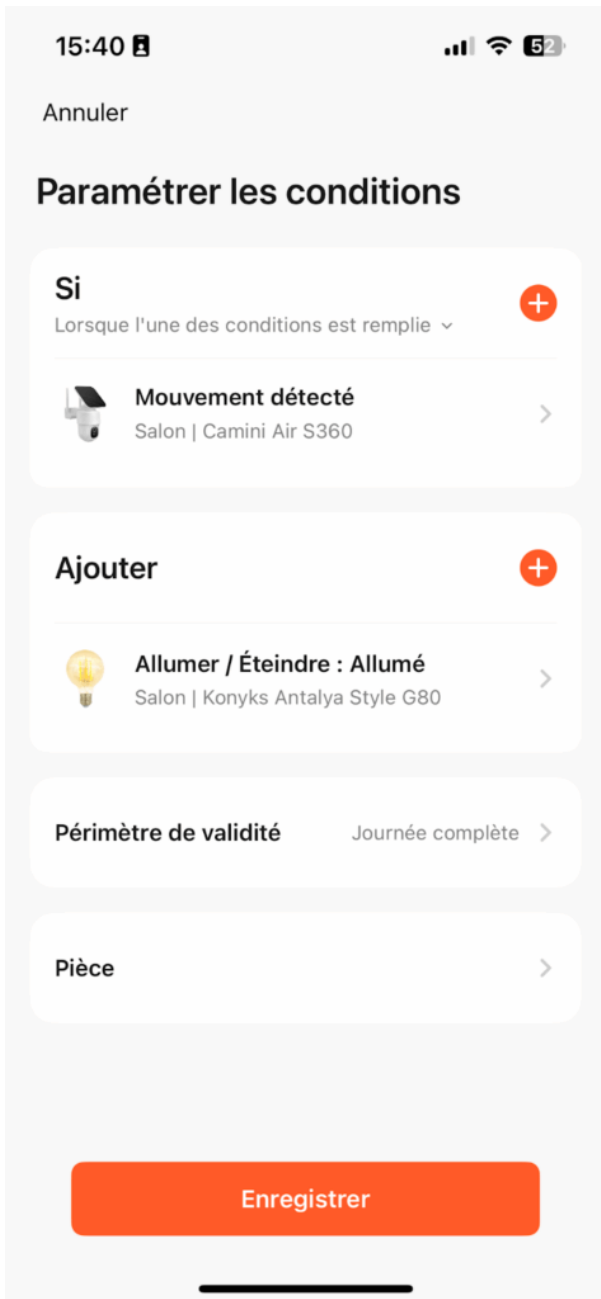 15:40
52
Annuler
Paramétrer les conditions
Si
Lorsque l'une des conditions est remplie
Mouvement détecté
Salon | Camini Air S360
Ajouter
Allumer / Éteindre : Allumé
Salon | Konyks Antalya Style G80
Périmètre de validité Journée complète
Pièce
Enregistrer